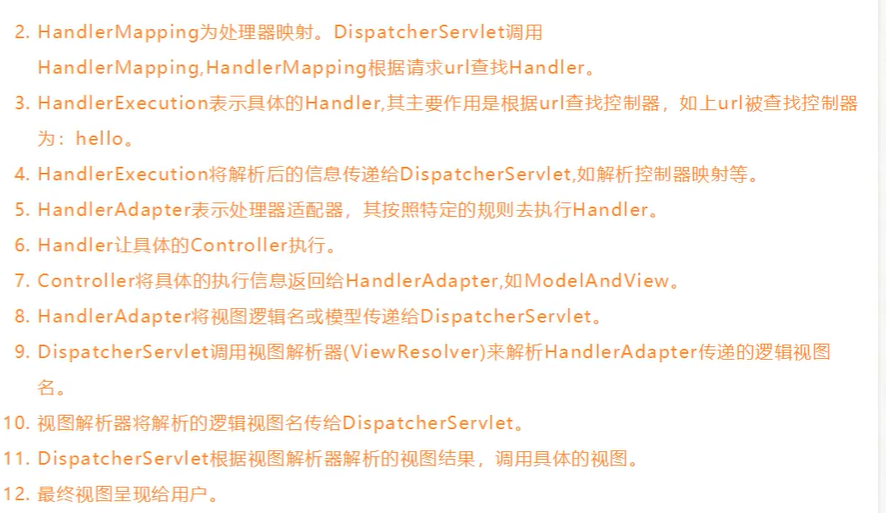 2. HandlerMapping为处理器映射。DispatcherServlet调用
HandlerMapping,HandlerMapping根据请求url查找Handler。
3. HandlerExecution表示具体的Handler,其主要作用是根据url查找控制器，如上url被查找控制器
为：hello。
4. HandlerExecution将解析后的信息传递给DispatcherServlet,如解析控制器映射等。
5. HandlerAdapter表示处理器适配器，其按照特定的规则去执行Handler。
6. Handler让具体的Controller执行。
7. Controller将具体的执行信息返回给HandlerAdapter,如ModelAndView。
8. HandlerAdapter将视图逻辑名或模型传递给DispatcherServlet。
9. DispatcherServlet调用视图解析器(ViewResolver)来解析HandlerAdapter传递的逻辑视图
名。
10. 视图解析器将解析的逻辑视图名传给DispatcherServlet。
11. DispatcherServlet根据视图解析器解析的视图结果，调用具体的视图。
12. 最终视图呈现给用户。